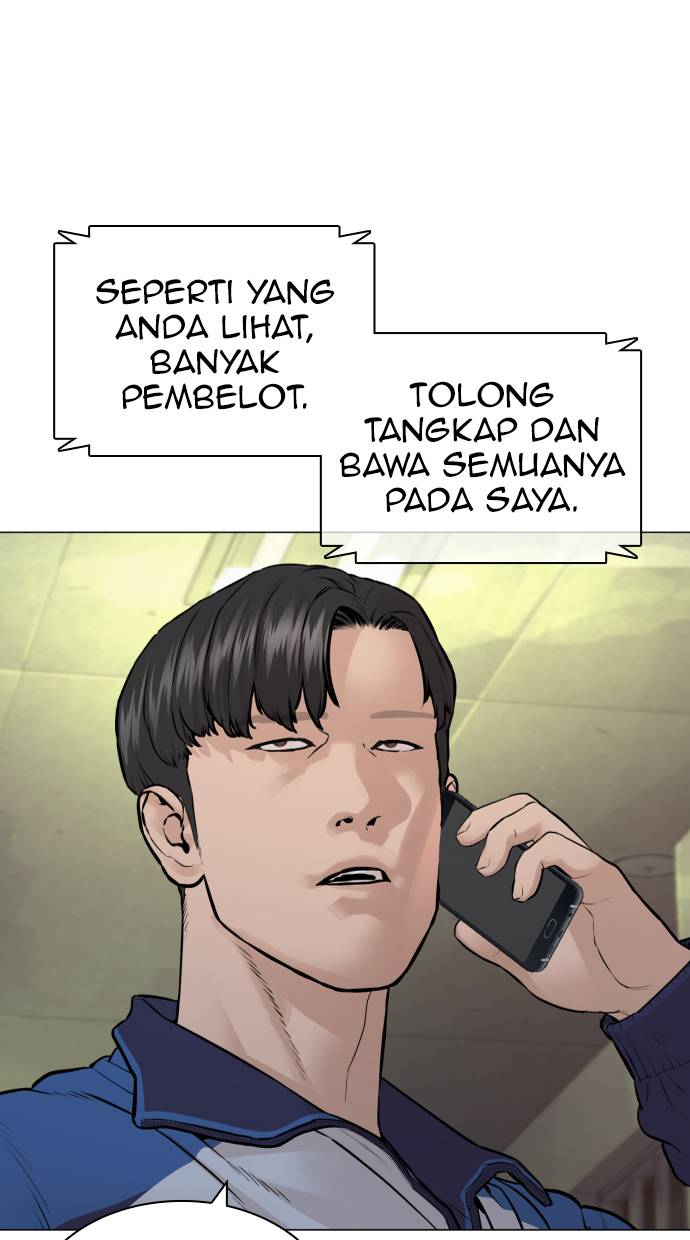 SEPERTI YANG
ANDA LIHAT,
BANYAK
PEMBELOT.
TOLONG
TANGKAP DAN
BAWA SEMUANYA
PADA SAYA.